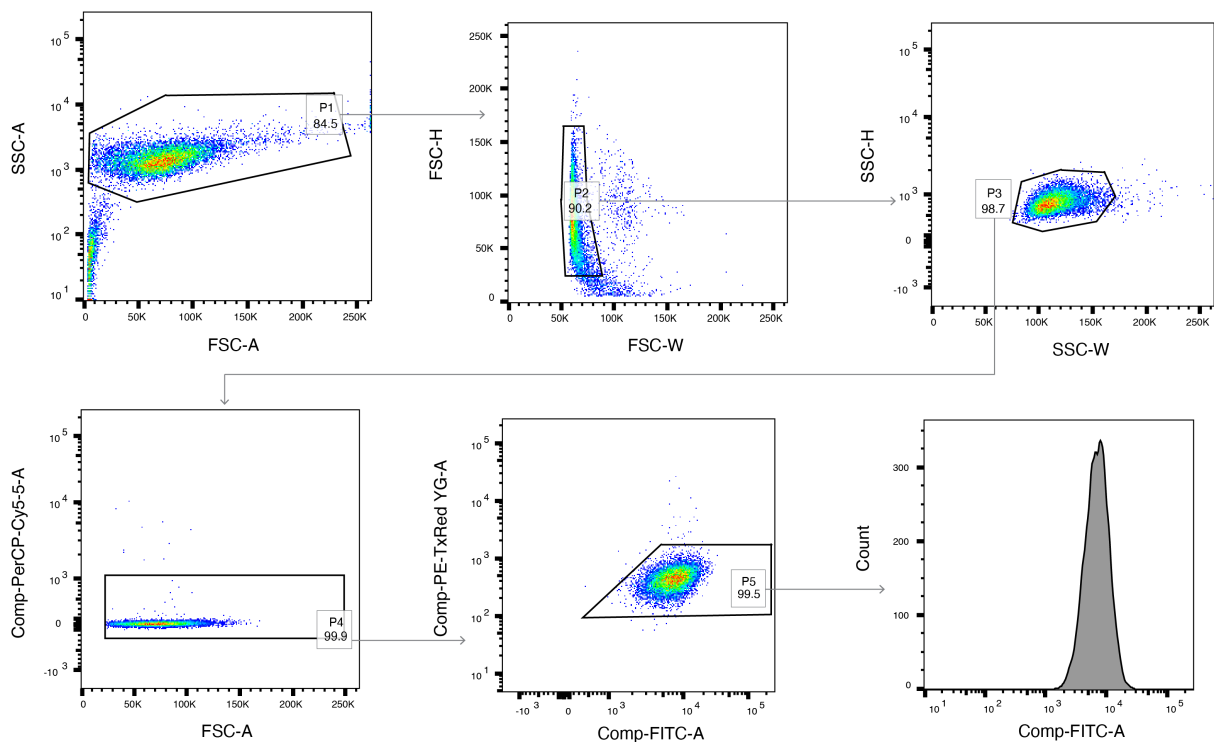 SSC-A
10 5
10 4
10 3
10 2
10 1
P1
84.5
0 50K 100K 150K 200K 250K
FSC-A
FSC-H
250K
200K
150K
100K
50K
0
P2
90.2
0 50K 100K 150K 200K 250K
FSC-W
SSC-H
10 5
10 4
10 3
0
-10 3
P3
98.7
0 50K 100K 150K 200K 250K
SSC-W
Comp-PerCP-Cy5-5-A
10 5
10 4
10 3
0
-10 3
P4
99.9
0 50K 100K 150K 200K 250K
FSC-A
Comp-PE-TxRed YG-A
10 5
10 4
10 3
10 2
10 1
P5
99.5
-10 3 0 10 3 10 4 10 5
Comp-FITC-A
Count
300
200
100
0
10 1 10 2 10 3 10 4 10 5
Comp-FITC-A